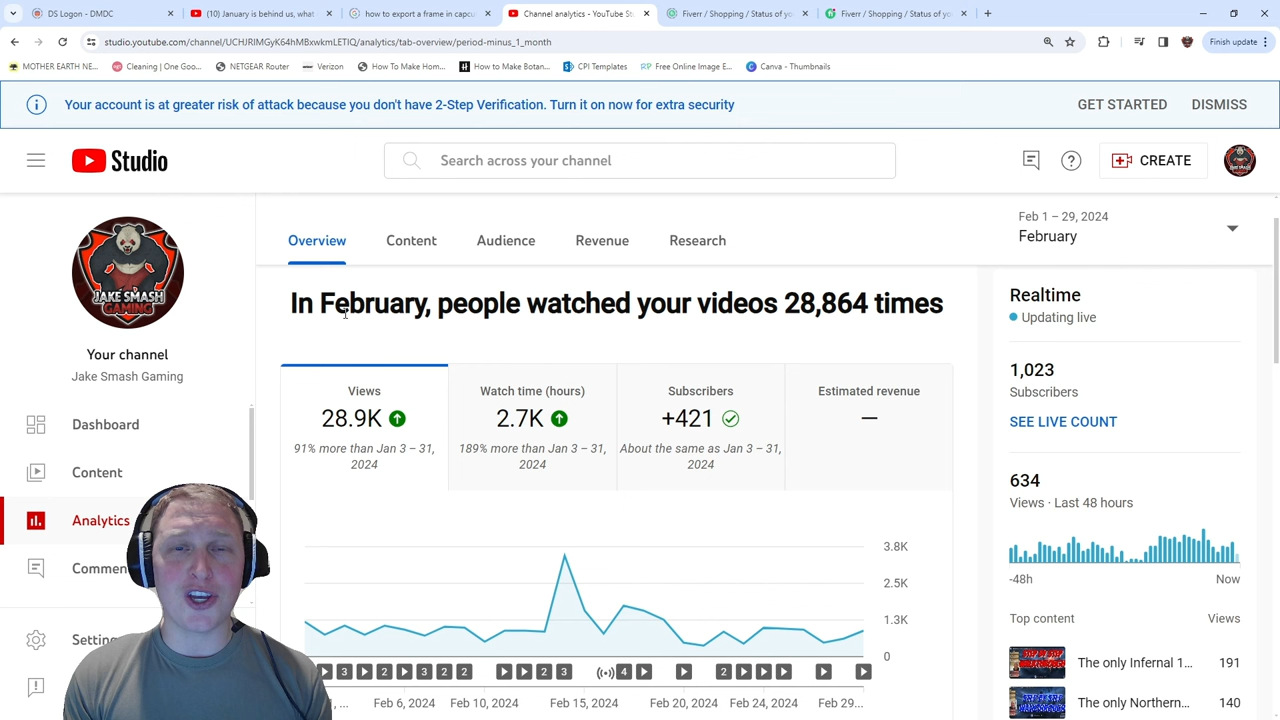 DS Logon - DMDC
(10) January is behind us, what
how to export a frame in capcu
Channel analytics - YouTube St
Fiverr / Shopping / Status of yo
Fiverr / Shopping / Status of yo
studio.youtube.com/channel/UCHJRIMGyK64hMBxwkmLETIQ/analytics/tab-overview/period-minus_1_month
Finish update
MOTHER EARTH NE...
Cleaning | One Goo...
NETGEAR Router
Verizon
How To Make Hom...
How to Make Botan...
CPI Templates
Free Online Image E...
Canva - Thumbnails
Your account is at greater risk of attack because you don't have 2-Step Verification. Turn it on now for extra security
GET STARTED
DISMISS
Studio
Search across your channel
CREATE
JAKE SMASH
GAMING
Your channel
Jake Smash Gaming
Dashboard
Content
Analytics
Commen
Setting
Overview
Content
Audience
Revenue
Research
Feb 1 – 29, 2024
February
In February, people watched your videos 28,864 times
Views
28.9K
91% more than Jan 3 – 31,
2024
Watch time (hours)
2.7K
189% more than Jan 3 – 31,
2024
Subscribers
+421
About the same as Jan 3 – 31,
2024
Estimated revenue
—
3.8K
2.5K
1.3K
0
3 2 3 2 2 2 3 4 2
, ...
Feb 6, 2024
Feb 10, 2024
Feb 15, 2024
Feb 20, 2024
Feb 24, 2024
Feb 29...
Realtime
Updating live
1,023
Subscribers
SEE LIVE COUNT
634
Views · Last 48 hours
-48h
Now
Top content
Views
The only Infernal 1...
191
The only Northern...
140